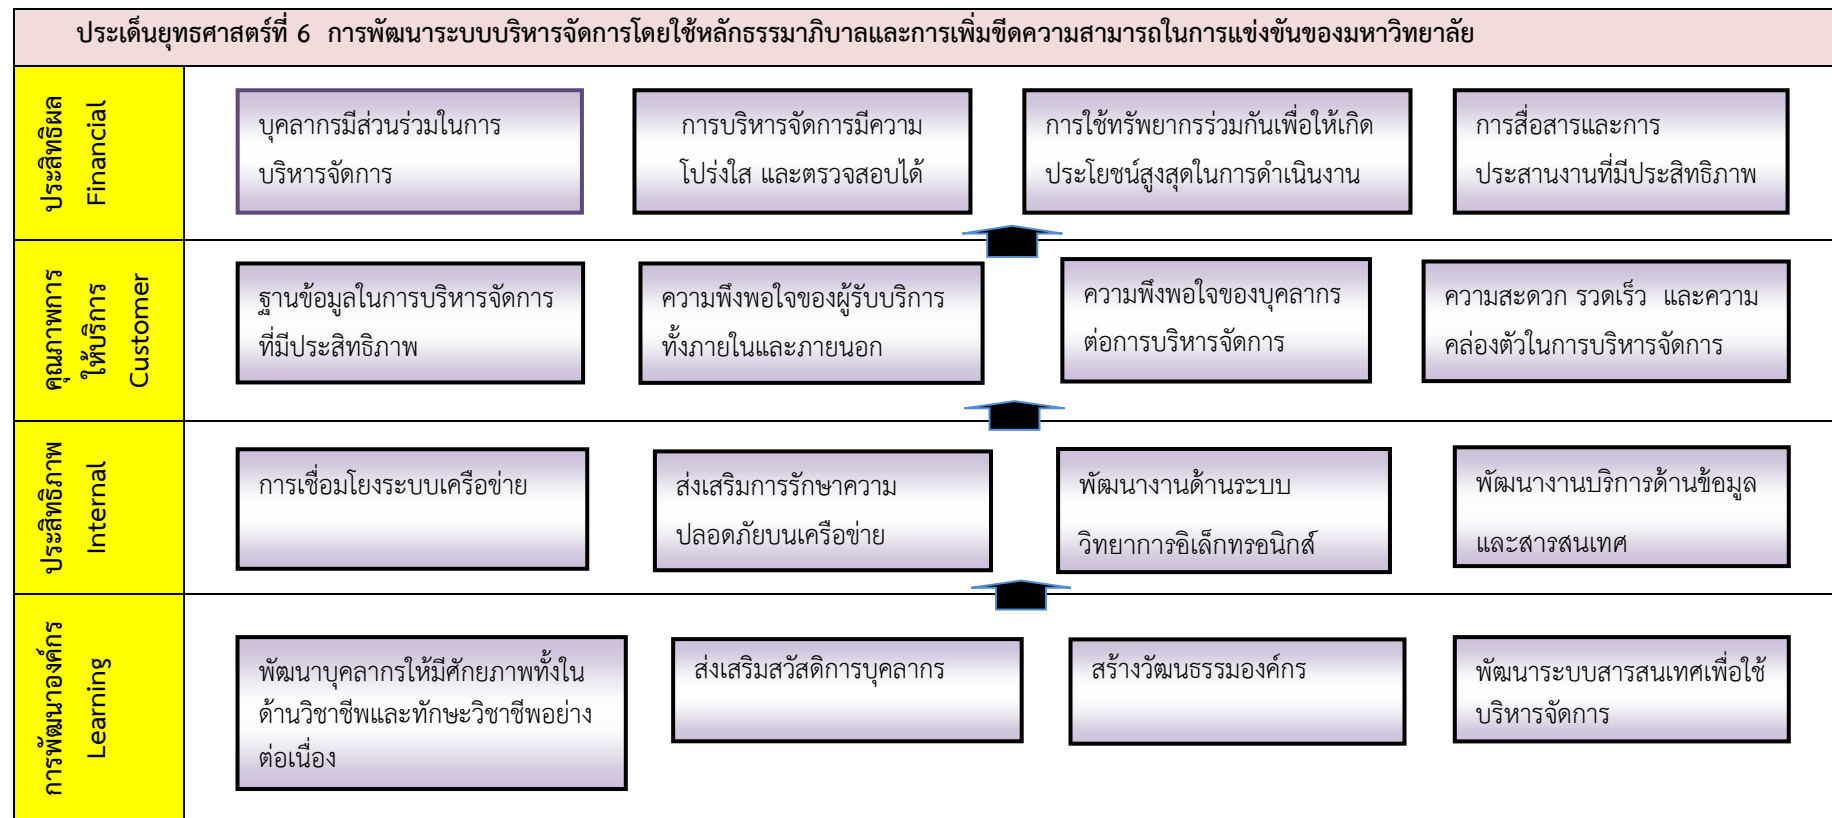 ประเด็นยุทธศาสตร์ที่ 6 การพัฒนาระบบบริหารจัดการโดยใช้หลักธรรมาภิบาลและการเพิ่มขีดความสามารถในการแข่งขันของมหาวิทยาลัย
ประสิทธิผล
Financial
บุคลากรมีส่วนร่วมในการ
บริหารจัดการ
การบริหารจัดการมีความ
โปร่งใส และตรวจสอบได้
การใช้ทรัพยากรร่วมกันเพื่อให้เกิด
ประโยชน์สูงสุดในการดำเนินงาน
การสื่อสารและการ
ประสานงานที่มีประสิทธิภาพ
คุณภาพการ
ให้บริการ
Customer
ฐานข้อมูลในการบริหารจัดการ
ที่มีประสิทธิภาพ
ความพึงพอใจของผู้รับบริการ
ทั้งภายในและภายนอก
ความพึงพอใจของบุคลากร
ต่อการบริหารจัดการ
ความสะดวก รวดเร็ว และความ
คล่องตัวในการบริหารจัดการ
ประสิทธิภาพ
Internal
การเชื่อมโยงระบบเครือข่าย
ส่งเสริมการรักษาความ
ปลอดภัยบนเครือข่าย
พัฒนางานด้านระบบ
วิทยาการอิเล็กทรอนิกส์
พัฒนางานบริการด้านข้อมูล
และสารสนเทศ
การพัฒนาองค์กร
Learning
พัฒนาบุคลากรให้มีศักยภาพทั้งใน
ด้านวิชาชีพและทักษะวิชาชีพอย่าง
ต่อเนื่อง
ส่งเสริมสวัสดิการบุคลากร
สร้างวัฒนธรรมองค์กร
พัฒนาระบบสารสนเทศเพื่อใช้
บริหารจัดการ